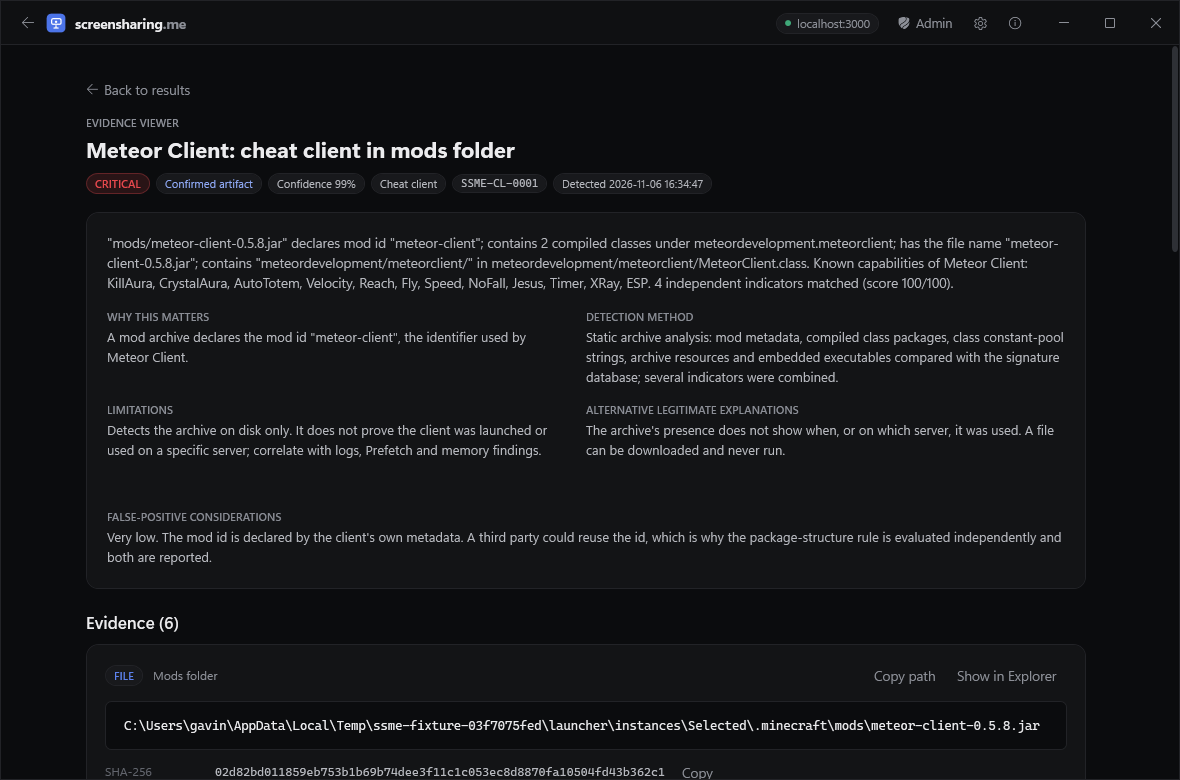 screensharing.me
localhost:3000
Admin
Back to results
EVIDENCE VIEWER
Meteor Client: cheat client in mods folder
CRITICAL
Confirmed artifact
Confidence 99%
Cheat client
SSME-CL-0001
Detected 2026-11-06 16:34:47
"mods/meteor-client-0.5.8.jar" declares mod id "meteor-client"; contains 2 compiled classes under meteordevelopment.meteorclient; has the file name "meteor-
client-0.5.8.jar"; contains "meteordevelopment/meteorclient/" in meteordevelopment/meteorclient/MeteorClient.class. Known capabilities of Meteor Client:
KillAura, CrystalAura, AutoTotem, Velocity, Reach, Fly, Speed, NoFall, Jesus, Timer, XRay, ESP. 4 independent indicators matched (score 100/100).
WHY THIS MATTERS
A mod archive declares the mod id "meteor-client", the identifier used by
Meteor Client.
DETECTION METHOD
Static archive analysis: mod metadata, compiled class packages, class constant-pool
strings, archive resources and embedded executables compared with the signature
database; several indicators were combined.
LIMITATIONS
Detects the archive on disk only. It does not prove the client was launched or
used on a specific server; correlate with logs, Prefetch and memory findings.
ALTERNATIVE LEGITIMATE EXPLANATIONS
The archive's presence does not show when, or on which server, it was used. A file
can be downloaded and never run.
FALSE-POSITIVE CONSIDERATIONS
Very low. The mod id is declared by the client's own metadata. A third party could reuse the id, which is why the package-structure rule is evaluated independently and
both are reported.
Evidence (6)
FILE
Mods folder
Copy path
Show in Explorer
C:\Users\gavin\AppData\Local\Temp\ssme-fixture-03f7075fed\launcher\instances\Selected\.minecraft\mods\meteor-client-0.5.8.jar
SHA-256
02d82bd011859eb753b1b69b74dee3f11c1c053ec8d8870fa10504fd43b362c1
Copy